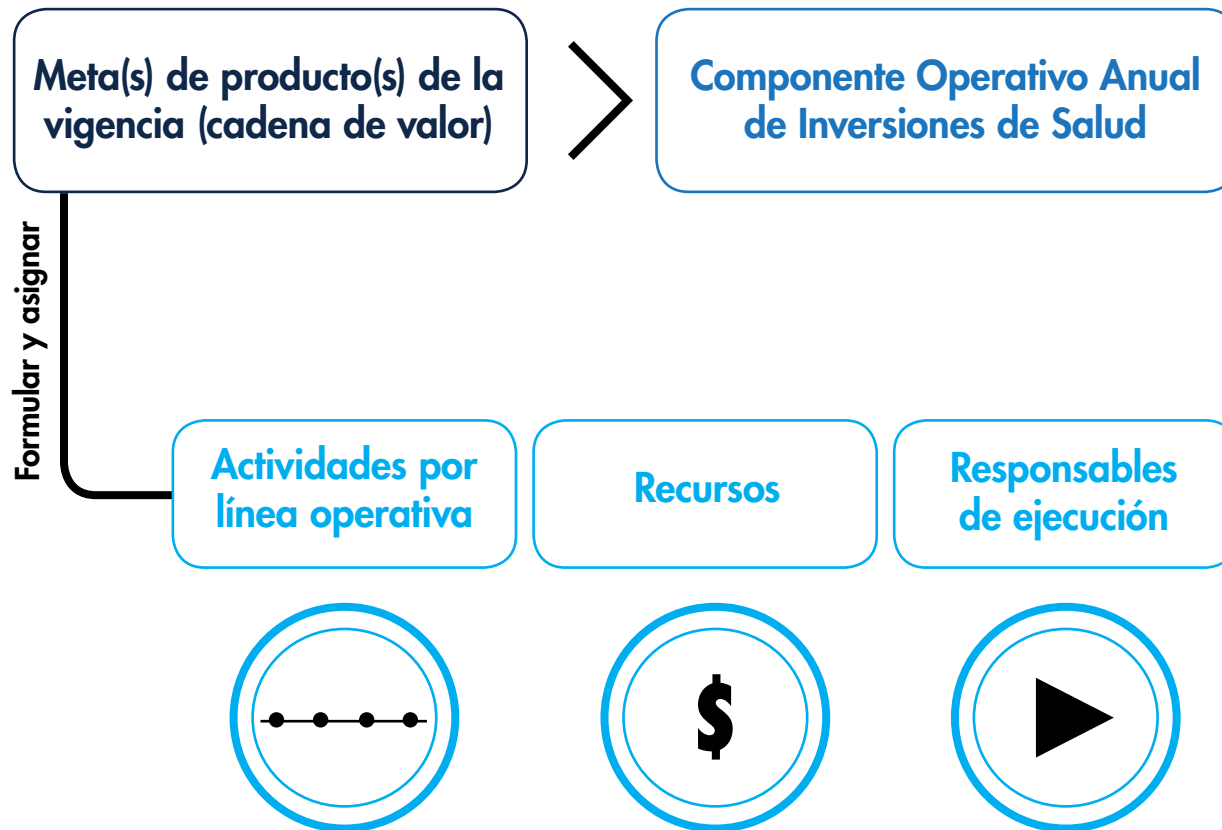 Meta(s) de producto(s) de la
vigencia (cadena de valor)
Componente Operativo Anual
de Inversiones de Salud
Formular y asignar
Actividades por
línea operativa
Recursos
Responsables
de ejecución
$